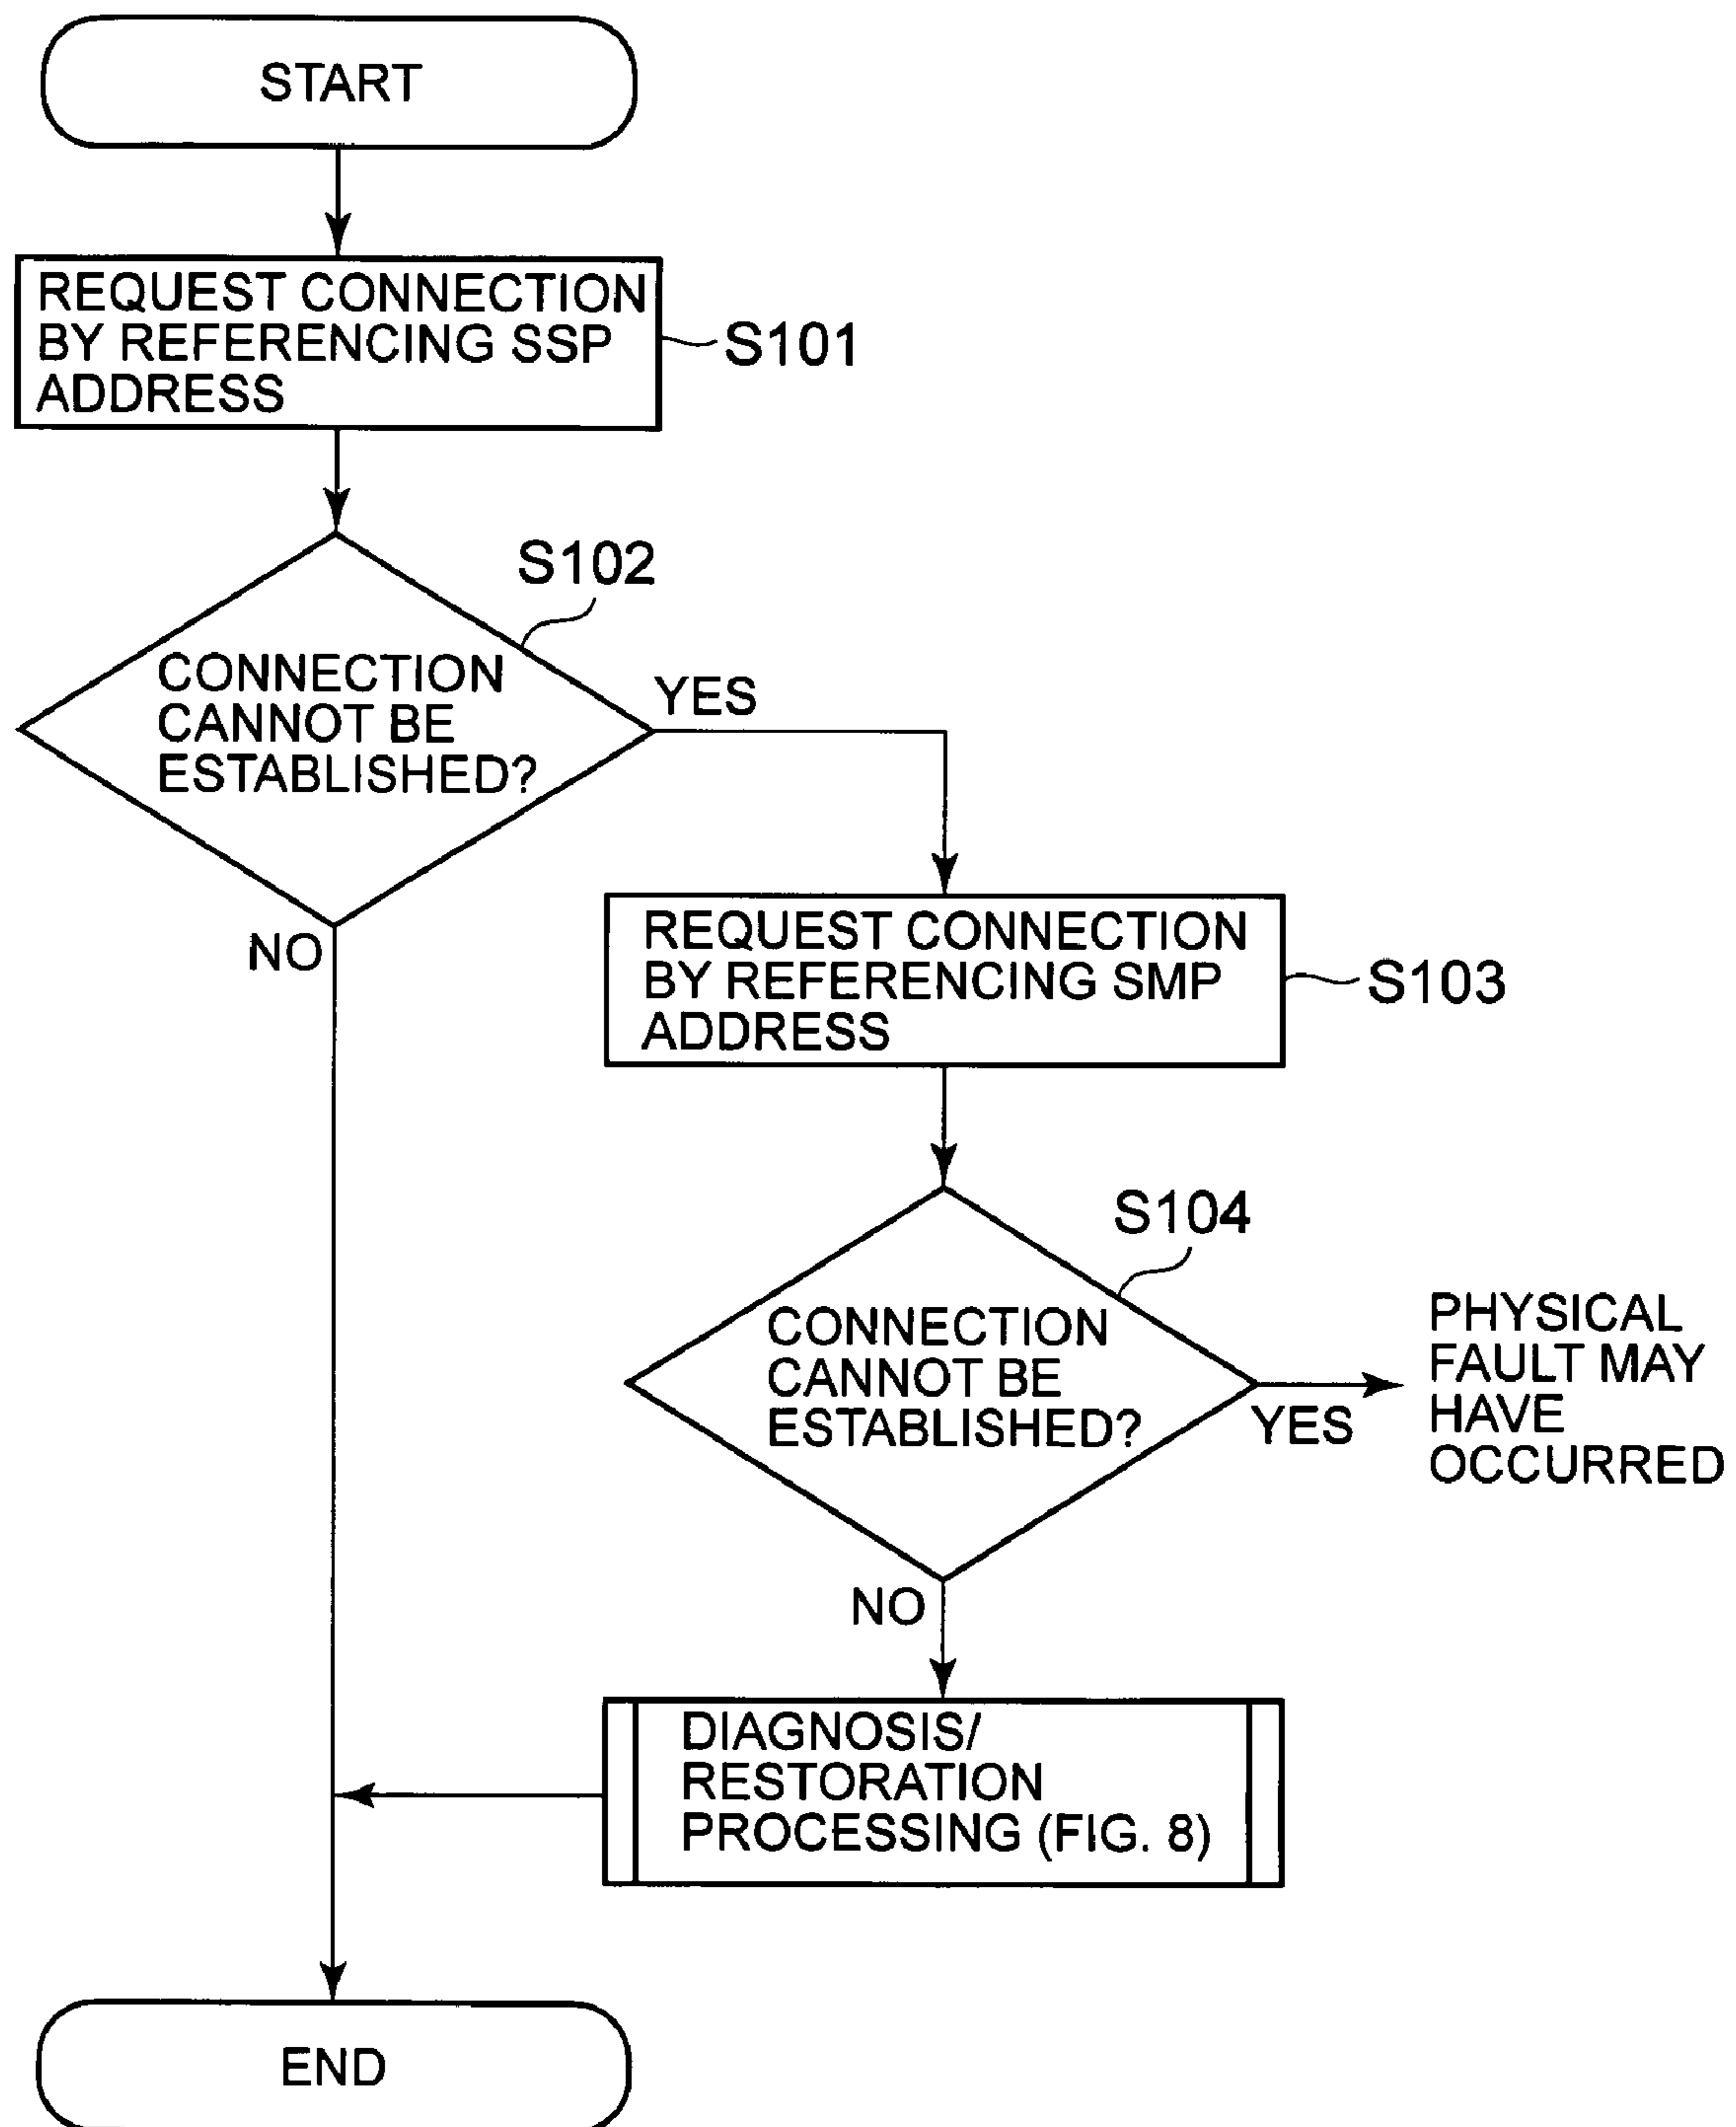 START
REQUEST CONNECTION
BY REFERENCING SSP
ADDRESS
S101
S102
CONNECTION
CANNOT BE
ESTABLISHED?
YES
NO
REQUEST CONNECTION
BY REFERENCING SMP
ADDRESS
S103
S104
CONNECTION
CANNOT BE
ESTABLISHED?
YES
PHYSICAL
FAULT MAY
HAVE
OCCURRED
NO
DIAGNOSIS/
RESTORATION
PROCESSING (FIG. 8)
END